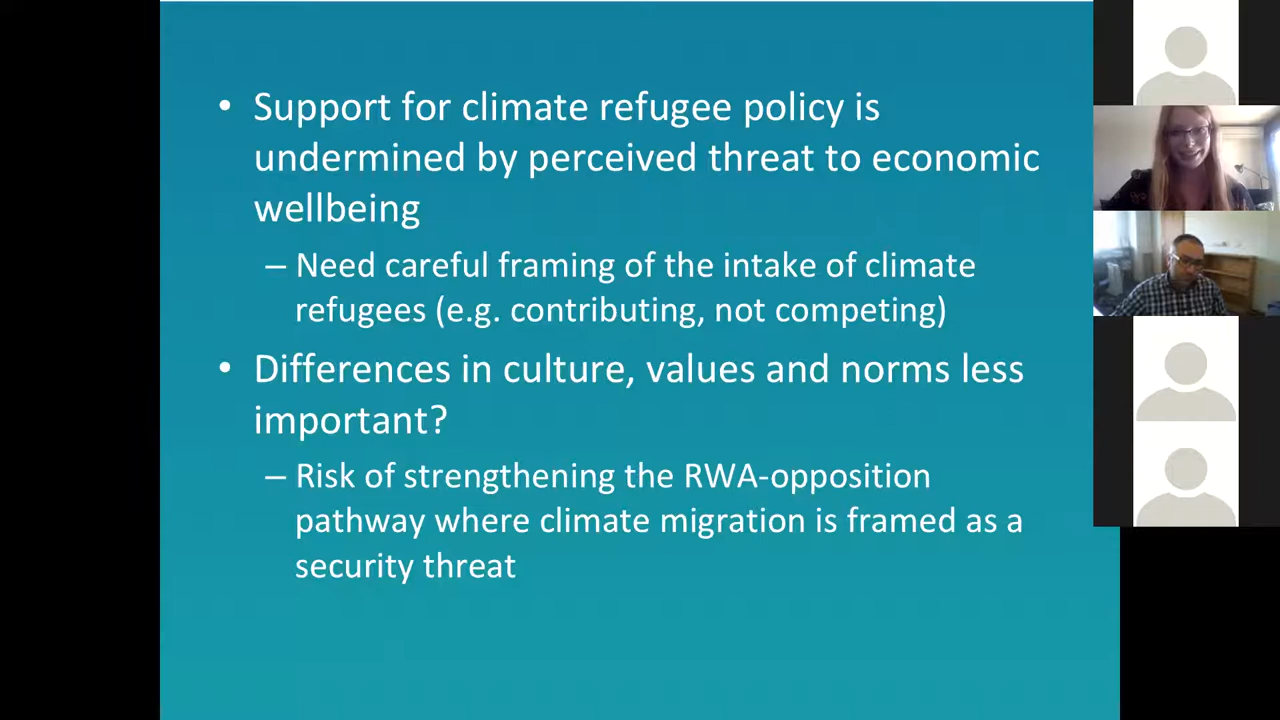 • Support for climate refugee policy is
undermined by perceived threat to economic
wellbeing
– Need careful framing of the intake of climate
refugees (e.g. contributing, not competing)
• Differences in culture, values and norms less
important?
– Risk of strengthening the RWA-opposition
pathway where climate migration is framed as a
security threat